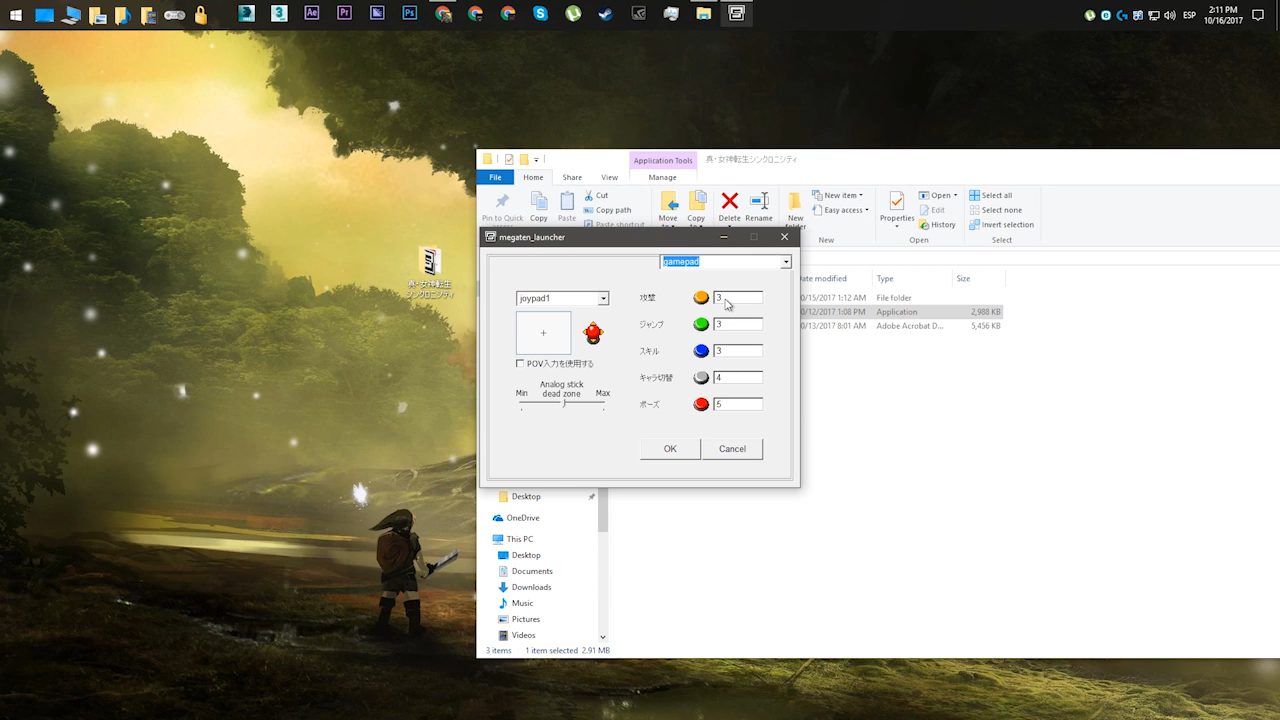 Ae
Pr
Ps
ESP
2:11 PM
10/16/2017
Application Tools
真・女神転生シンクロニシティ
File
Home
Share
View
Manage
Pin to Quick
Copy
Paste
Cut
Copy path
Paste shortcut
Move
Copy
Delete
Rename
New
folder
New item
Easy access
New
Properties
Open
Edit
History
Open
Select all
Select none
Invert selection
Select
megaten_launcher
gamepad
joypad1
POV入力を使用する
Analog stick
dead zone
Min
Max
攻撃
3
ジャンプ
3
スキル
3
キャラ切替
4
ポーズ
5
OK
Cancel
真・女神転生
シンクロニシティ
Date modified
Type
Size
10/15/2017 1:12 AM
File folder
10/12/2017 1:08 PM
Application
2,988 KB
10/13/2017 8:01 AM
Adobe Acrobat D...
5,456 KB
Desktop
OneDrive
This PC
Desktop
Documents
Downloads
Music
Pictures
Videos
3 items
1 item selected 2.91 MB